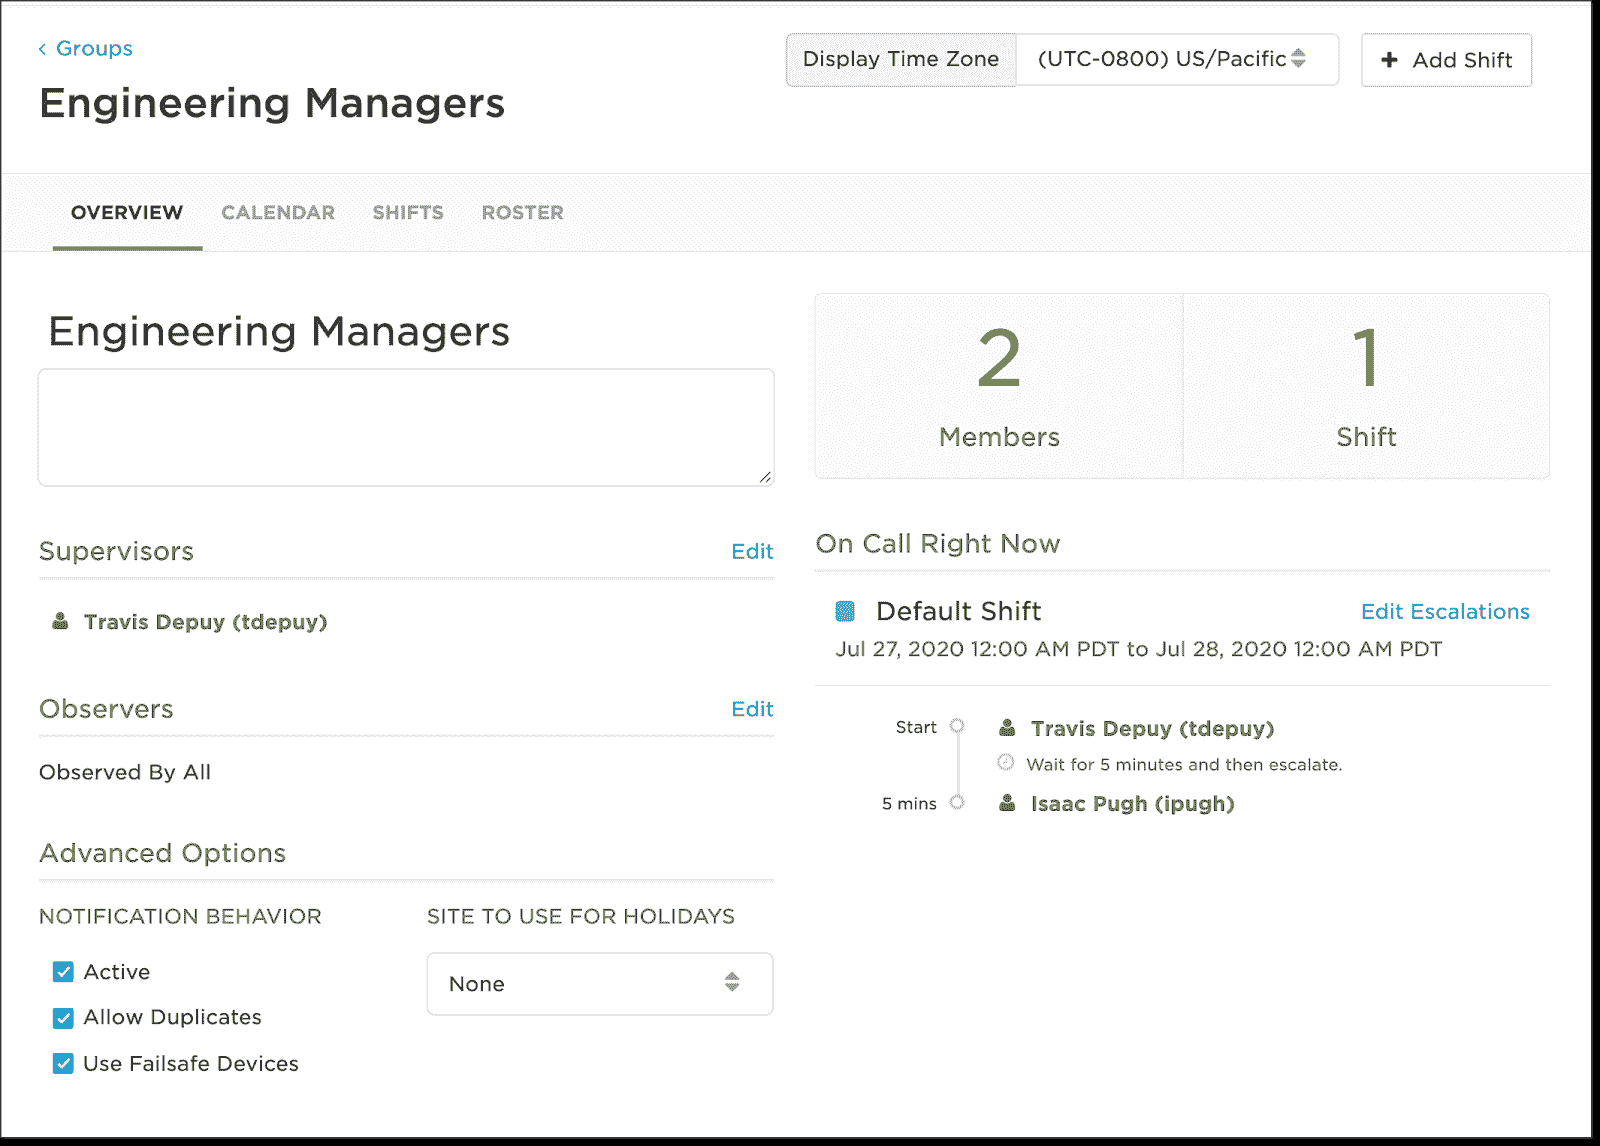 ‹ Groups
Engineering Managers
Display Time Zone
(UTC-0800) US/Pacific
+ Add Shift
OVERVIEW
CALENDAR
SHIFTS
ROSTER
Engineering Managers
2
Members
1
Shift
Supervisors
Edit
Travis Depuy (tdepuy)
Observers
Edit
Observed By All
Advanced Options
NOTIFICATION BEHAVIOR
Active
Allow Duplicates
Use Failsafe Devices
SITE TO USE FOR HOLIDAYS
None
On Call Right Now
Default Shift
Edit Escalations
Jul 27, 2020 12:00 AM PDT to Jul 28, 2020 12:00 AM PDT
Start
Travis Depuy (tdepuy)
Wait for 5 minutes and then escalate.
5 mins
Isaac Pugh (ipugh)